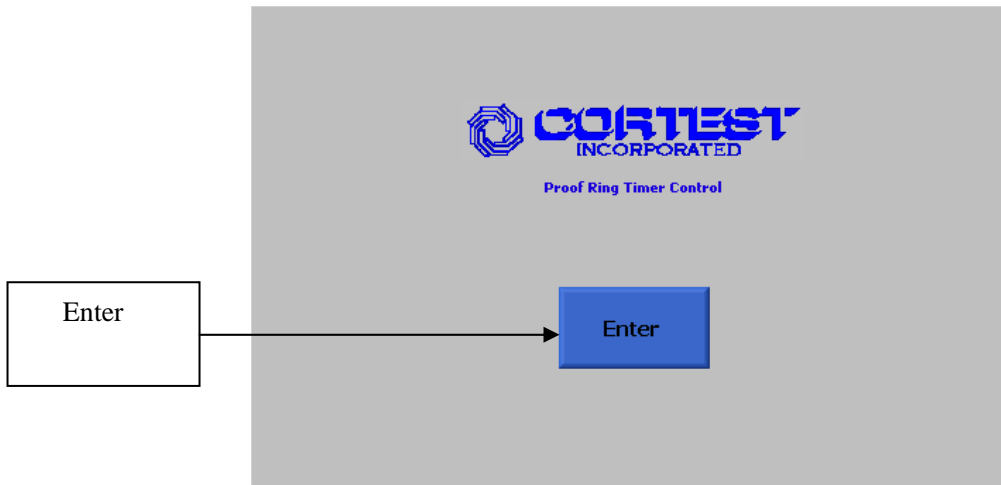 CORTEST
INCORPORATED
Proof Ring Timer Control
Enter
Enter